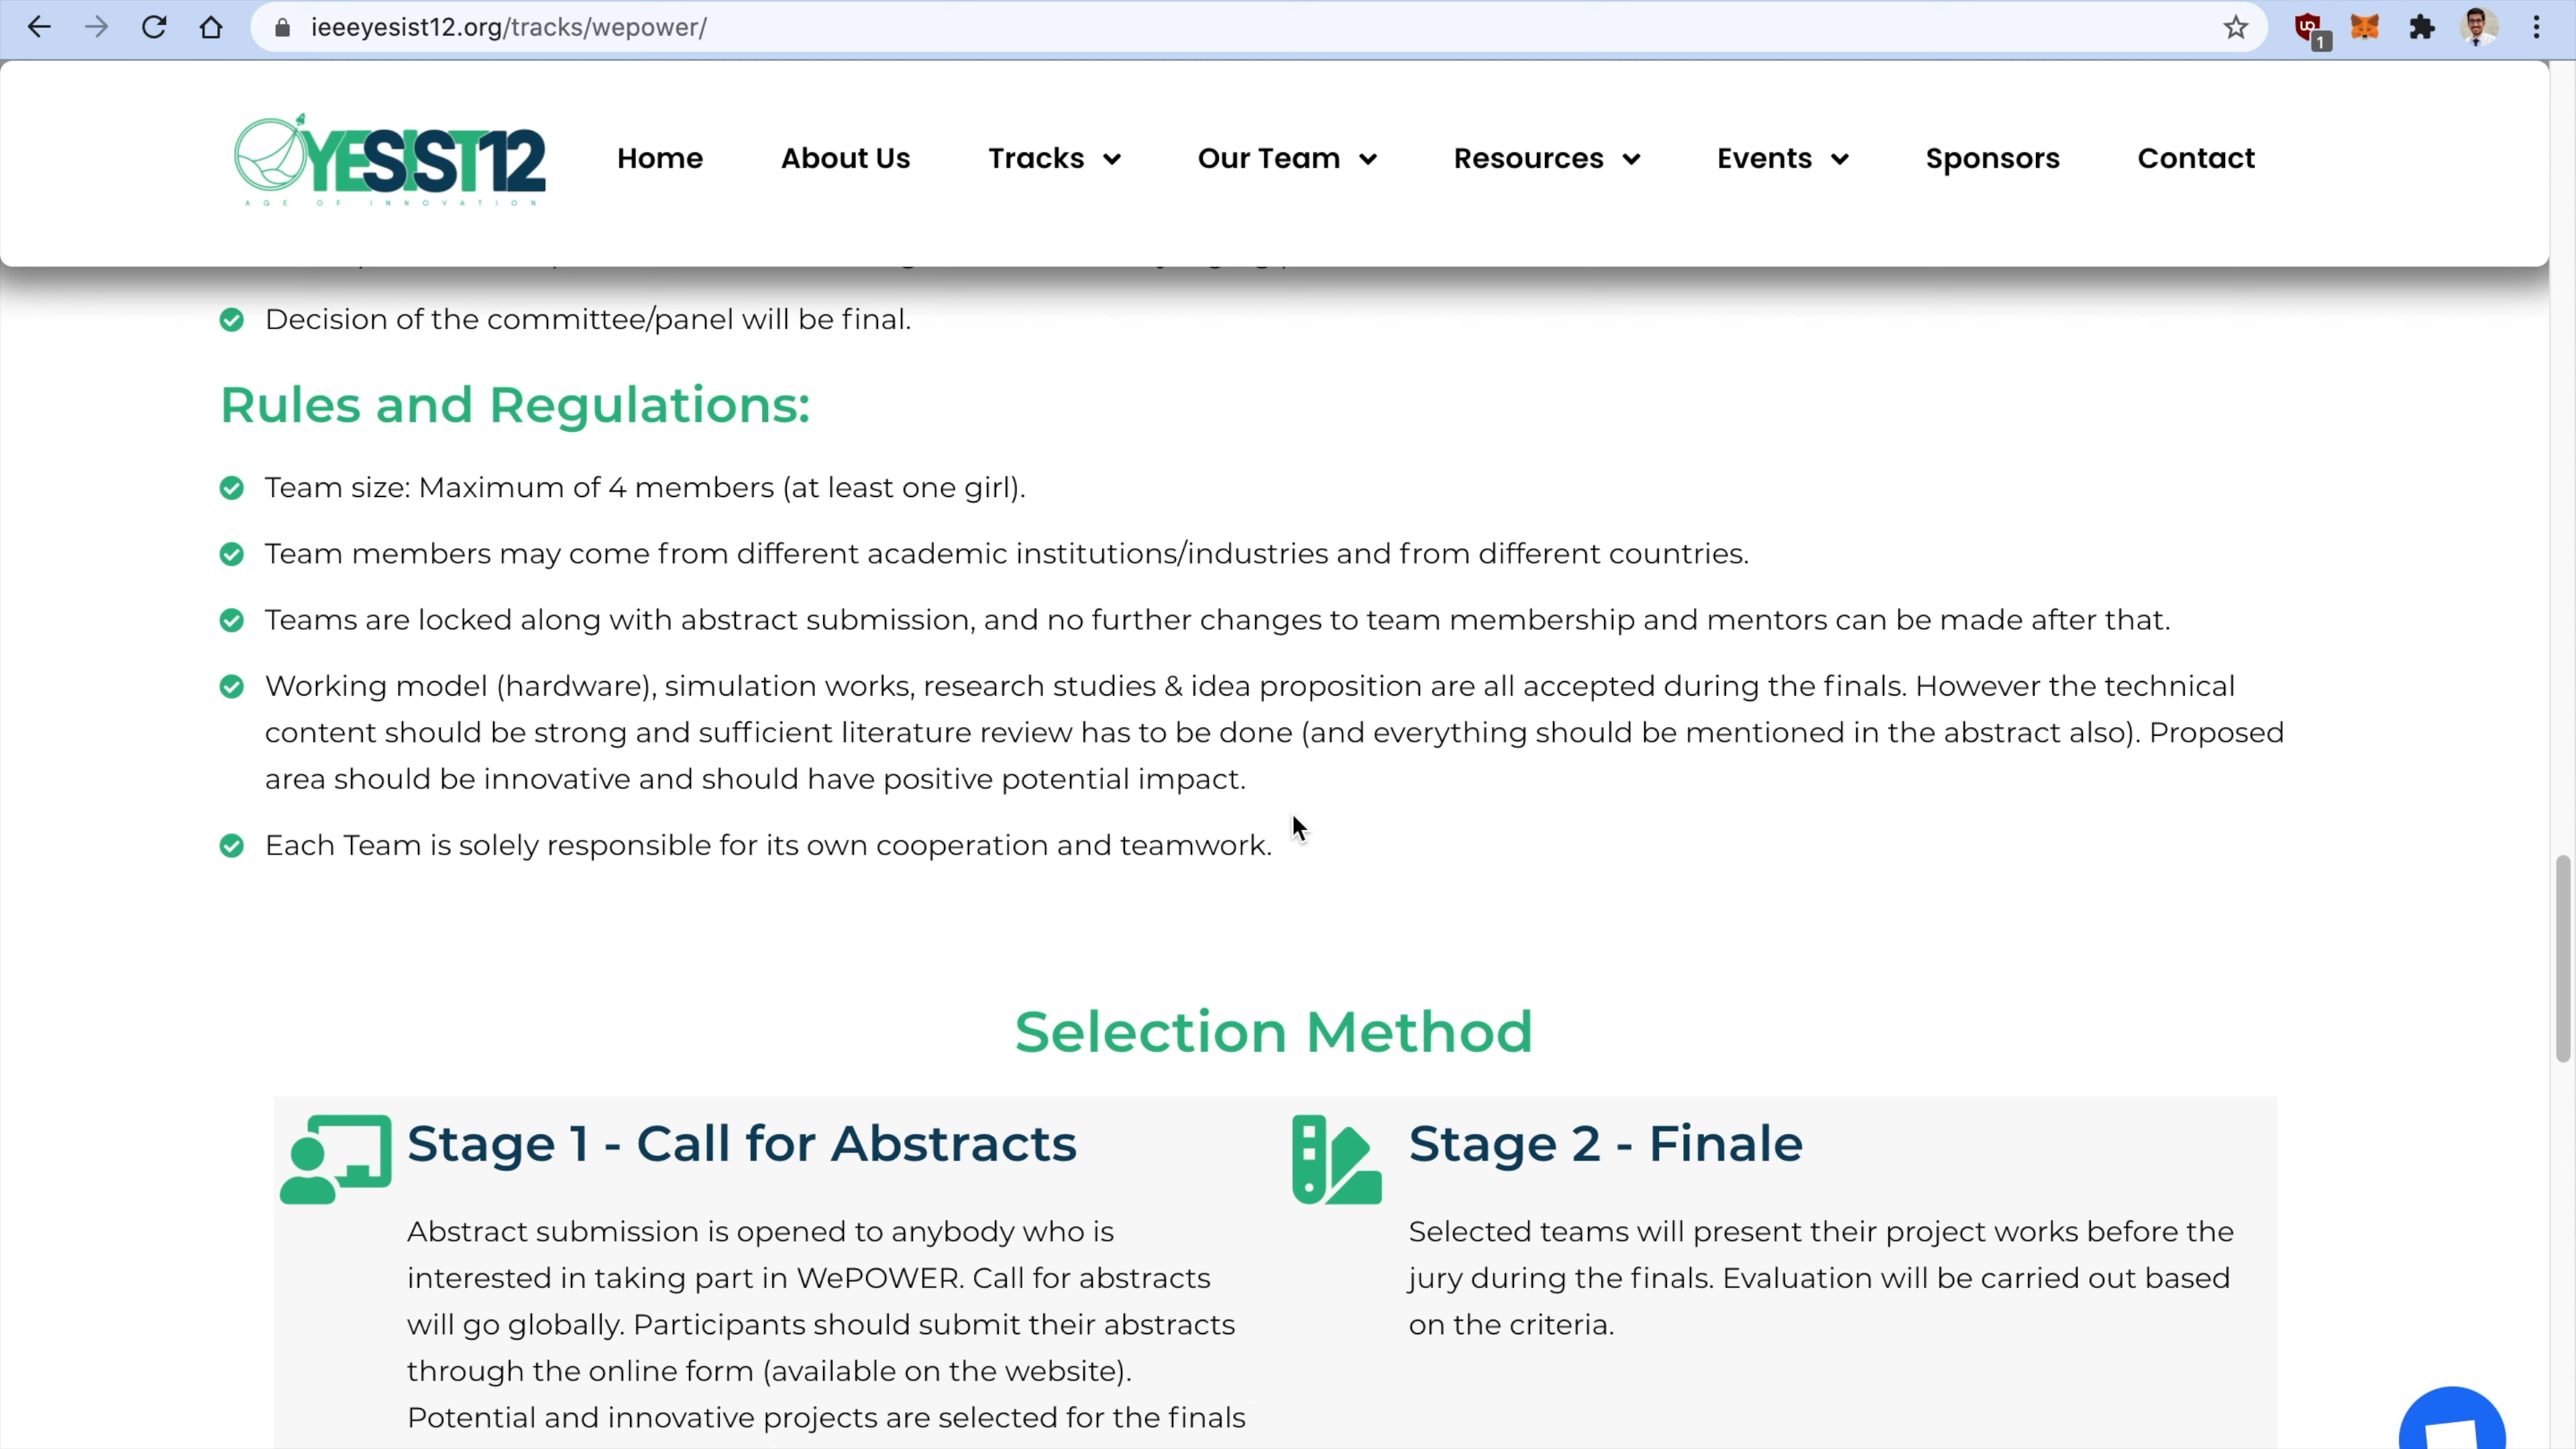 ieeeyesist12.org/tracks/wepower/
1
YESIST12
AGE OF INNOVATION
Home
About Us
Tracks
Our Team
Resources
Events
Sponsors
Contact
Decision of the committee/panel will be final.
Rules and Regulations:
Team size: Maximum of 4 members (at least one girl).
Team members may come from different academic institutions/industries and from different countries.
Teams are locked along with abstract submission, and no further changes to team membership and mentors can be made after that.
Working model (hardware), simulation works, research studies & idea proposition are all accepted during the finals. However the technical
content should be strong and sufficient literature review has to be done (and everything should be mentioned in the abstract also). Proposed
area should be innovative and should have positive potential impact.
Each Team is solely responsible for its own cooperation and teamwork.
Selection Method
Stage 1 - Call for Abstracts
Abstract submission is opened to anybody who is
interested in taking part in WePOWER. Call for abstracts
will go globally. Participants should submit their abstracts
through the online form (available on the website).
Potential and innovative projects are selected for the finals
Stage 2 - Finale
Selected teams will present their project works before the
jury during the finals. Evaluation will be carried out based
on the criteria.